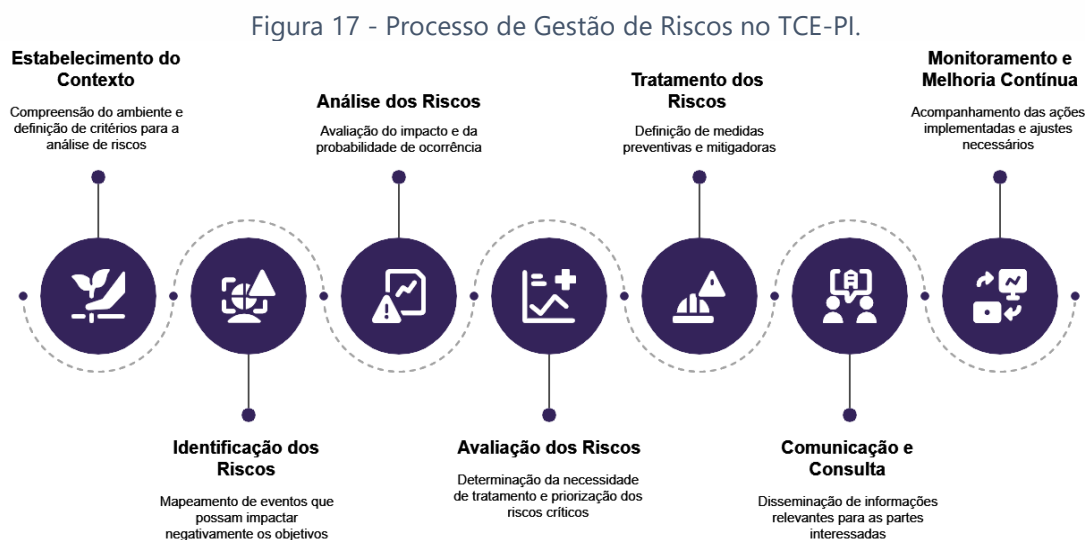 Figura 17 - Processo de Gestão de Riscos no TCE-PI.
Estabelecimento do
Contexto
Compreensão do ambiente e
definição de critérios para a
análise de riscos
Identificação dos
Riscos
Mapeamento de eventos que
possam impactar
negativamente os objetivos
Análise dos Riscos
Avaliação do impacto e da
probabilidade de ocorrência
Avaliação dos Riscos
Determinação da necessidade
de tratamento e priorização dos
riscos críticos
Tratamento dos
Riscos
Definição de medidas
preventivas e mitigadoras
Comunicação e
Consulta
Disseminação de informações
relevantes para as partes
interessadas
Monitoramento e
Melhoria Contínua
Acompanhamento das ações
implementadas e ajustes
necessários